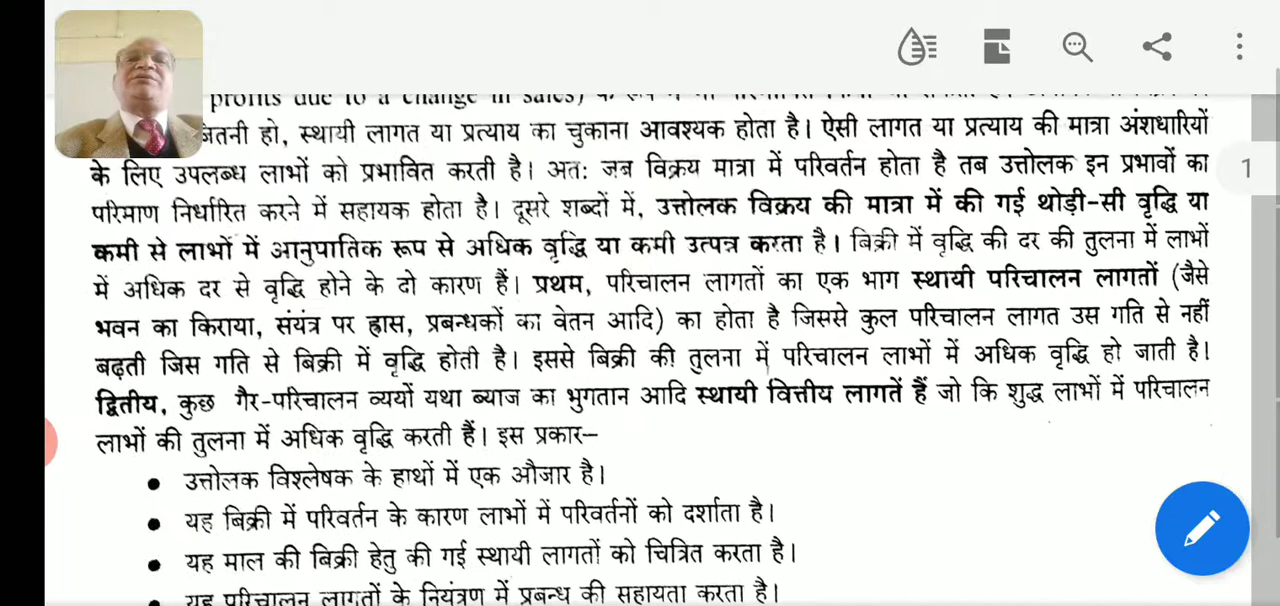 profits due to a change in sales) के रूप में
हो, स्थायी लागत या प्रत्याय का चुकाना आवश्यक होता है। ऐसी लागत या प्रत्याय की मात्रा अंशधारियों
1
के लिए उपलब्ध लाभों को प्रभावित करती है। अतः जब विक्रय मात्रा में परिवर्तन होता है तब उत्तोलक इन प्रभावों का
परिमाण निर्धारित करने में सहायक होता है। दूसरे शब्दों में, उत्तोलक विक्रय की मात्रा में की गई थोड़ी-सी वृद्धि या
कमी से लाभों में आनुपातिक रूप से अधिक वृद्धि या कमी उत्पन्न करता है। बिक्री में वृद्धि की दर की तुलना में लाभों
में अधिक दर से वृद्धि होने के दो कारण हैं। प्रथम, परिचालन लागतों का एक भाग स्थायी परिचालन लागतों (जैसे
भवन का किराया, संयंत्र पर ह्रास, प्रबन्धकों का वेतन आदि) का होता है जिससे कुल परिचालन लागत उस गति से नहीं
बढ़ती जिस गति से बिक्री में वृद्धि होती है। इससे बिक्री की तुलना में परिचालन लाभों में अधिक वृद्धि हो जाती है।
द्वितीय, कुछ गैर-परिचालन व्ययों यथा ब्याज का भुगतान आदि स्थायी वित्तीय लागतें हैं जो कि शुद्ध लाभों में परिचालन
लाभों की तुलना में अधिक वृद्धि करती हैं। इस प्रकार–
• उत्तोलक विश्लेषक के हाथों में एक औजार है।
• यह बिक्री में परिवर्तन के कारण लाभों में परिवर्तनों को दर्शाता है।
• यह माल की बिक्री हेतु की गई स्थायी लागतों को चित्रित करता है।
• यह परिचालन लागतों के नियंत्रण में प्रबन्ध की सहायता करता है।